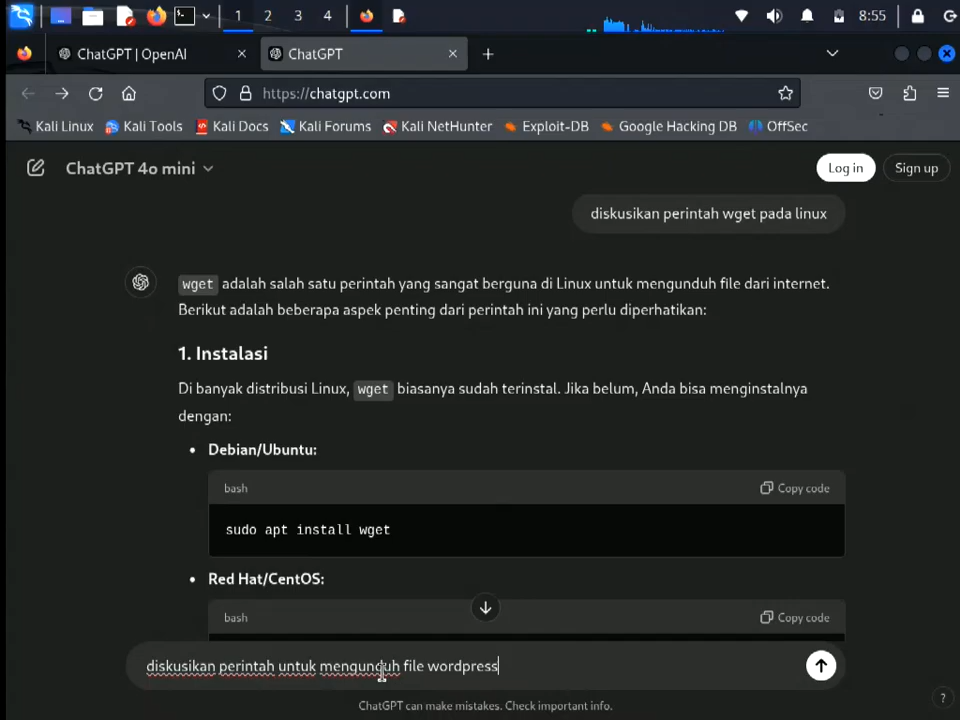 1 2 3 4 8:55
ChatGPT | OpenAI
ChatGPT
https://chatgpt.com
Kali Linux Kali Tools Kali Docs Kali Forums Kali NetHunter Exploit-DB Google Hacking DB OffSec
ChatGPT 4o mini
Log in
Sign up
diskusikan perintah wget pada linux
wget adalah salah satu perintah yang sangat berguna di Linux untuk mengunduh file dari internet.
Berikut adalah beberapa aspek penting dari perintah ini yang perlu diperhatikan:
1. Instalasi
Di banyak distribusi Linux, wget biasanya sudah terinstal. Jika belum, Anda bisa menginstalnya
dengan:
• Debian/Ubuntu:
bash
Copy code
sudo apt install wget
• Red Hat/CentOS:
bash
Copy code
diskusikan perintah untuk mengunduh file wordpress
ChatGPT can make mistakes. Check important info.
?